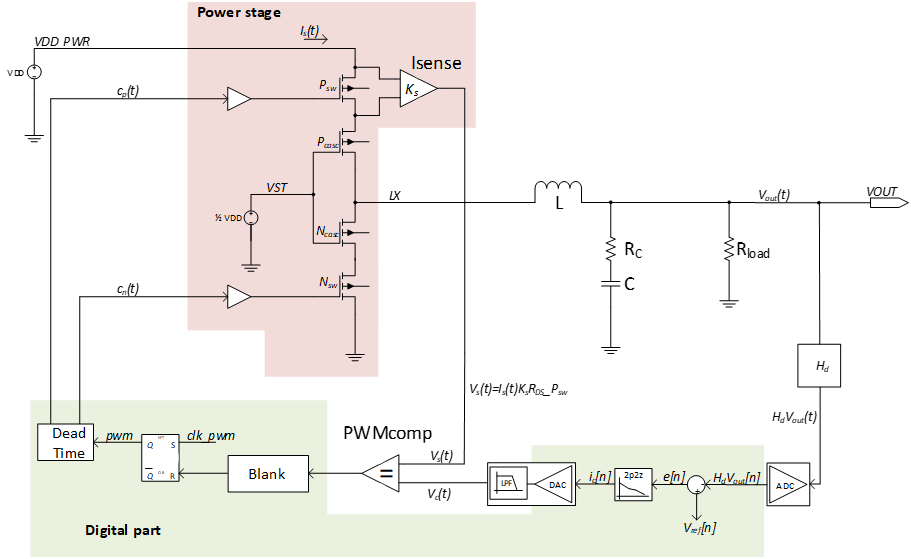 Power stage
Is(t)
VDD_PWR
Isense
VDD
Psw
Ks
cp(t)
Pcasc
VST
LX
Vout(t)
VOUT
½ VDD
L
Ncasc
RC
Rload
C
cn(t)
Nsw
Hd
Vs(t)=Is(t)KsRDS_Psw
HdVout(t)
Dead
Time
pwm
Q
S
clk_pwm
Q
R
PWMcomp
Vs(t)
=
Blank
Vc(t)
LPF
DAC
ic[n]
2p2z
e[n]
HdVout[n]
ADC
+
Vref[n]
Digital part